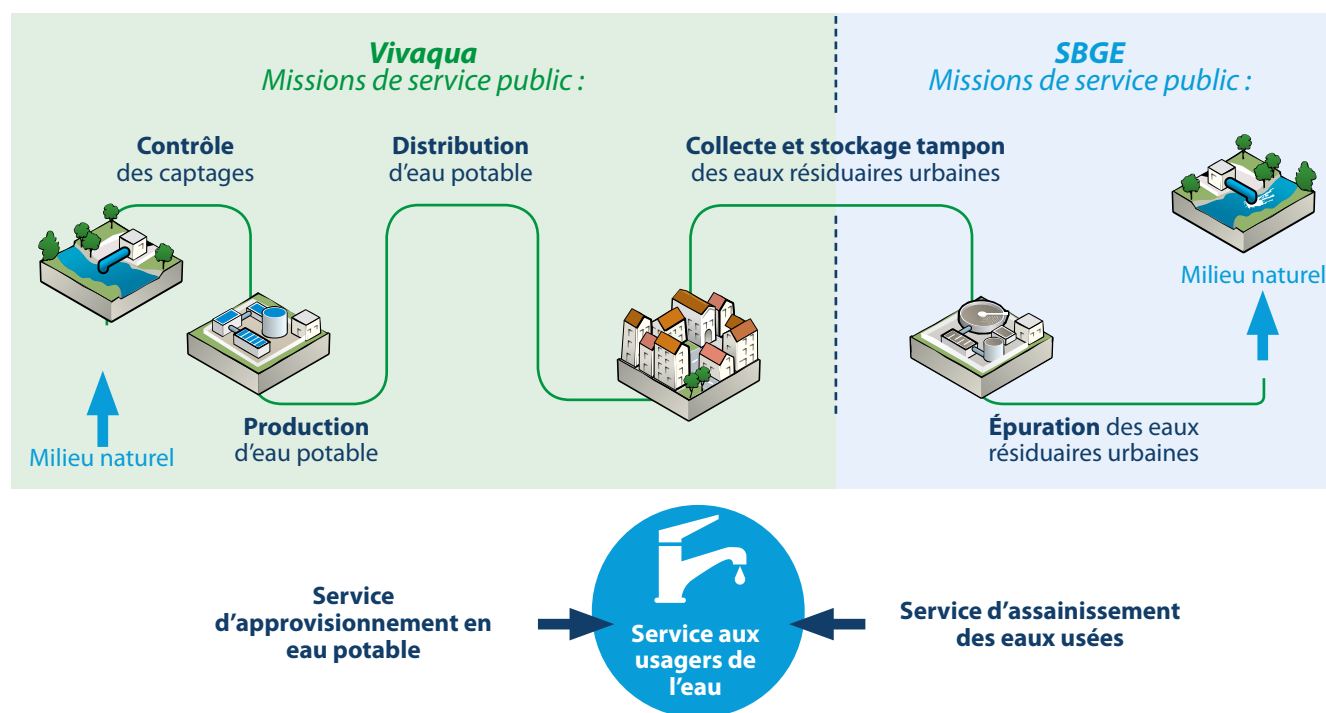 Vivaqua
Missions de service public :
SBGE
Missions de service public :
Contrôle
des captages
Distribution
d'eau potable
Collecte et stockage tampon
des eaux résiduaires urbaines
Milieu naturel
Milieu naturel
Production
d'eau potable
Épuration des eaux
résiduaires urbaines
Service
d'approvisionnement en
eau potable
Service aux
usagers de
l'eau
Service d'assainissement
des eaux usées